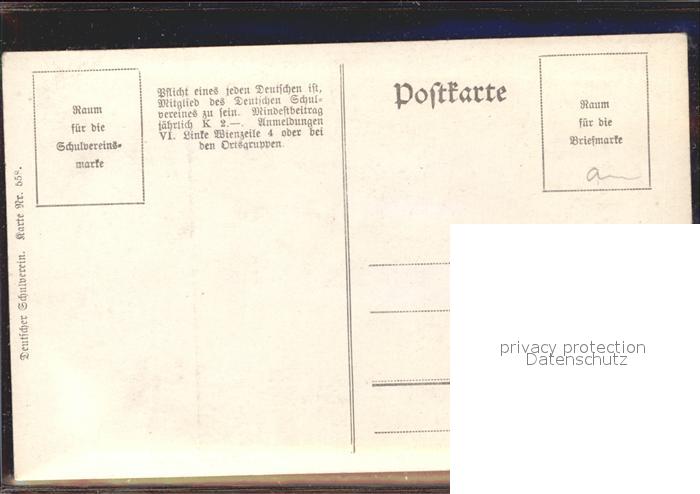 Raum
für die
Schulvereins-
marke
Pflicht eines jeden Deutschen ist,
Mitglied des Deutschen Schul-
vereines zu sein. Mindestbeitrag
jährlich K 2.—. Anmeldungen
VI. Linke Wienzeile 4 oder bei
den Ortsgruppen.
Postkarte
Raum
für die
Briefmarke
Deutscher Schulverein. Karte Nr. 558.
privacy protection
Datenschutz